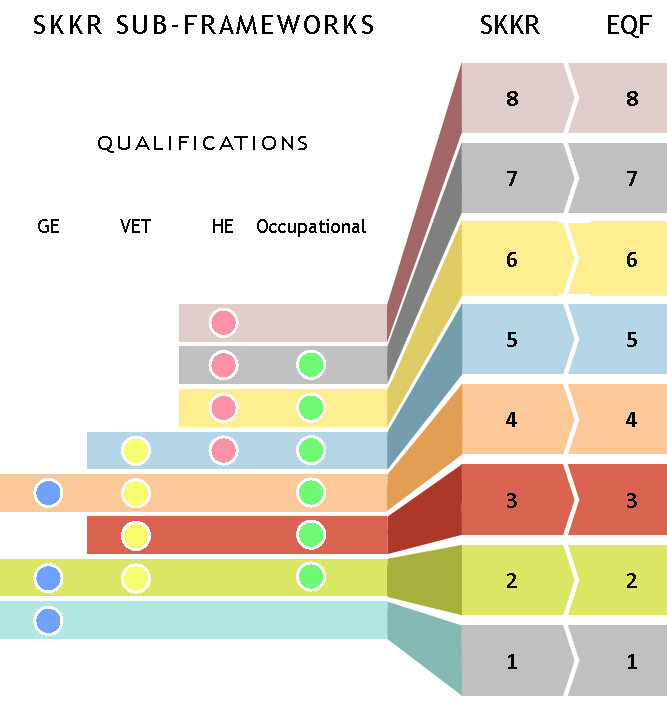 SKKR SUB-FRAMEWORKS SKKR EQF
8 8
QUALIFICATIONS
7 7
GE VET HE Occupational
6 6
5 5
4 4
3 3
2 2
1 1